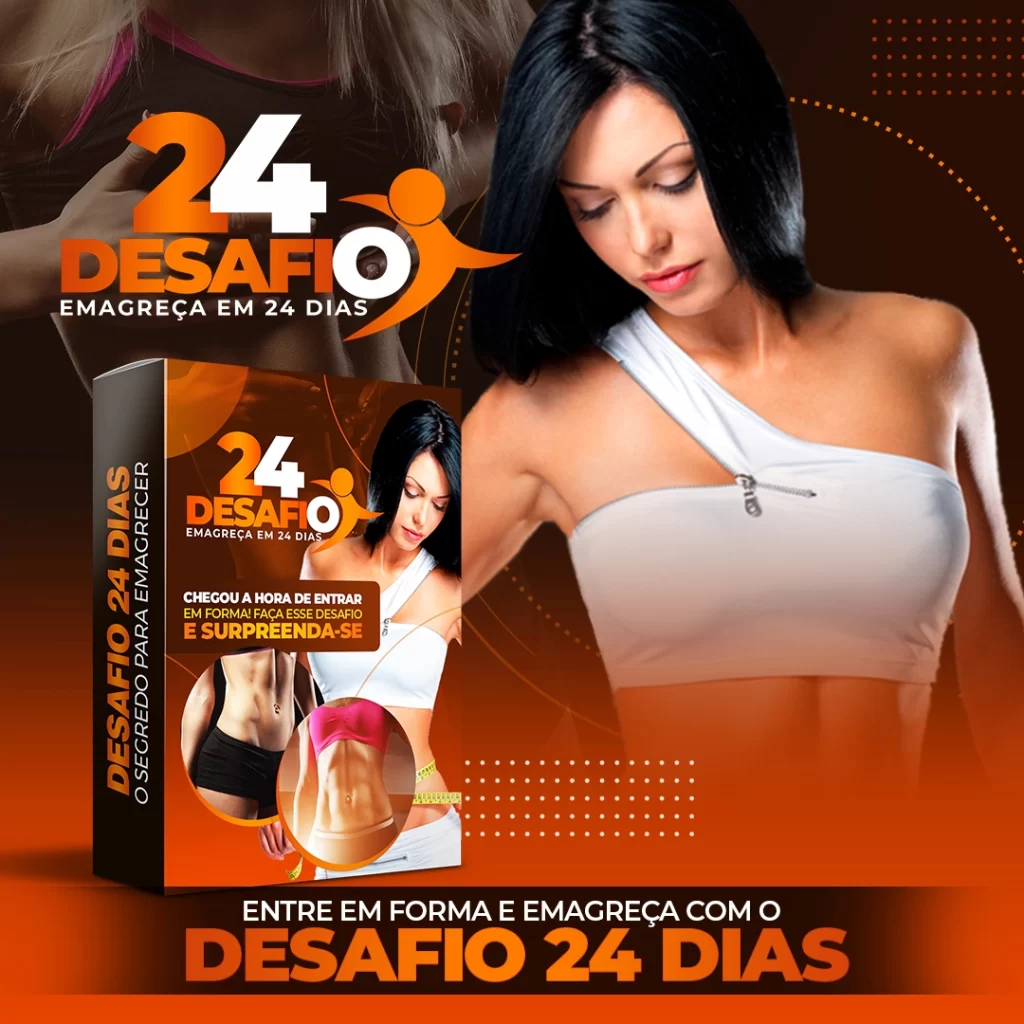 24
DESAFIO
EMAGREÇA EM 24 DIAS
DESAFIO 24 DIAS
O SEGREDO PARA EMAGRECER
24
DESAFIO
EMAGREÇA EM 24 DIAS
CHEGOU A HORA DE ENTRAR
EM FORMA! FAÇA ESSE DESAFIO
E SURPREENDA-SE
ENTRE EM FORMA E EMAGREÇA COM O
DESAFIO 24 DIAS